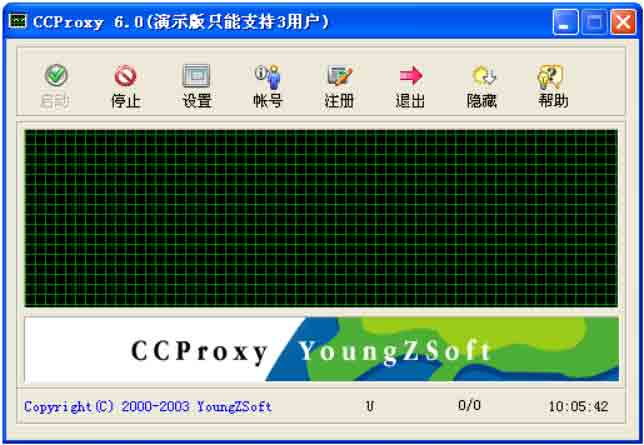 CCProxy 6.0(演示版只能支持3用户)
启动 停止 设置 帐号 注册 退出 隐藏 帮助
CCProxy YoungZSoft
Copyright(C) 2000-2003 YoungZSoft U 0/0 10:05:42